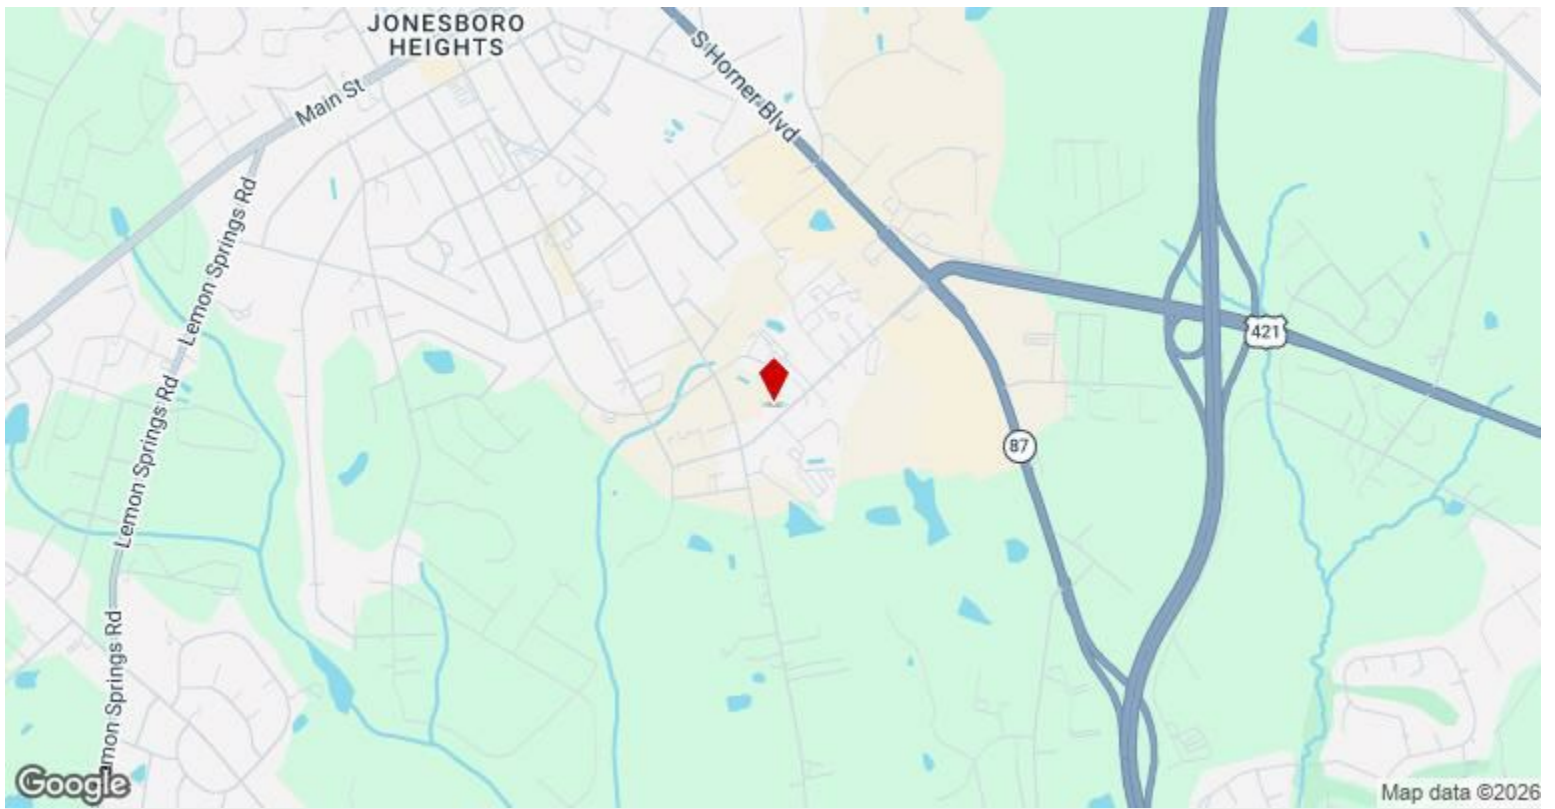 JONESBORO
HEIGHTS
S Horner Blvd
Main St
Lemon Springs Rd
421
Lemon Springs Rd
87
mon Springs Rd
Google
Map data ©2026